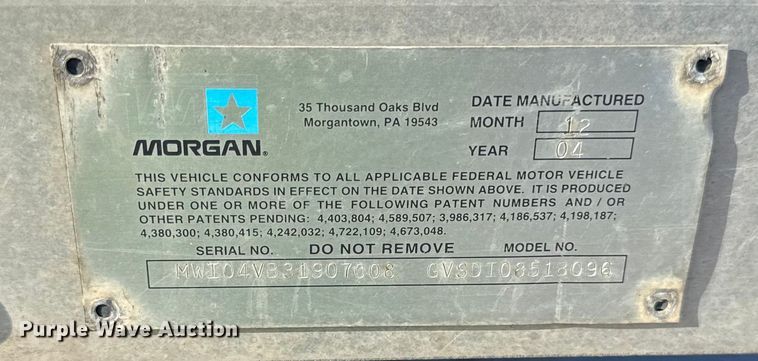 35 Thousand Oaks Blvd
Morgantown, PA 19543
DATE MANUFACTURED
MONTH 12
YEAR 04
MORGAN®
THIS VEHICLE CONFORMS TO ALL APPLICABLE FEDERAL MOTOR VEHICLE
SAFETY STANDARDS IN EFFECT ON THE DATE SHOWN ABOVE. IT IS PRODUCED
UNDER ONE OR MORE OF THE FOLLOWING PATENT NUMBERS AND / OR
OTHER PATENTS PENDING: 4,403,804; 4,589,507; 3,986,317; 4,186,537; 4,198,187;
4,380,300; 4,380,415; 4,242,032; 4,722,109; 4,673,048.
SERIAL NO. DO NOT REMOVE MODEL NO.
Purple Wave Auction